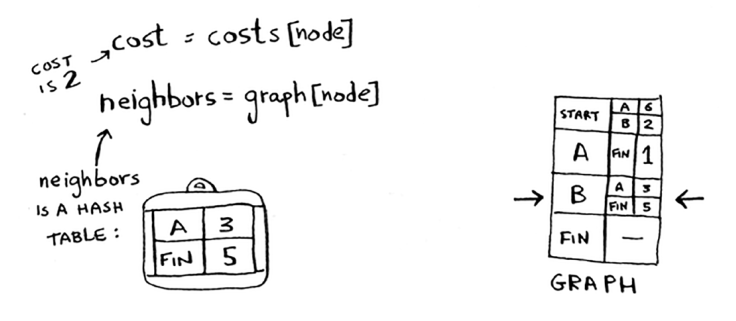 COST IS 2
cost = costs[node]
neighbors = graph[node]
neighbors
IS A HASH
TABLE:
A 3
FIN 5
START A 6
B 2
A FIN 1
B A 3
FIN 5
FIN —
GRAPH